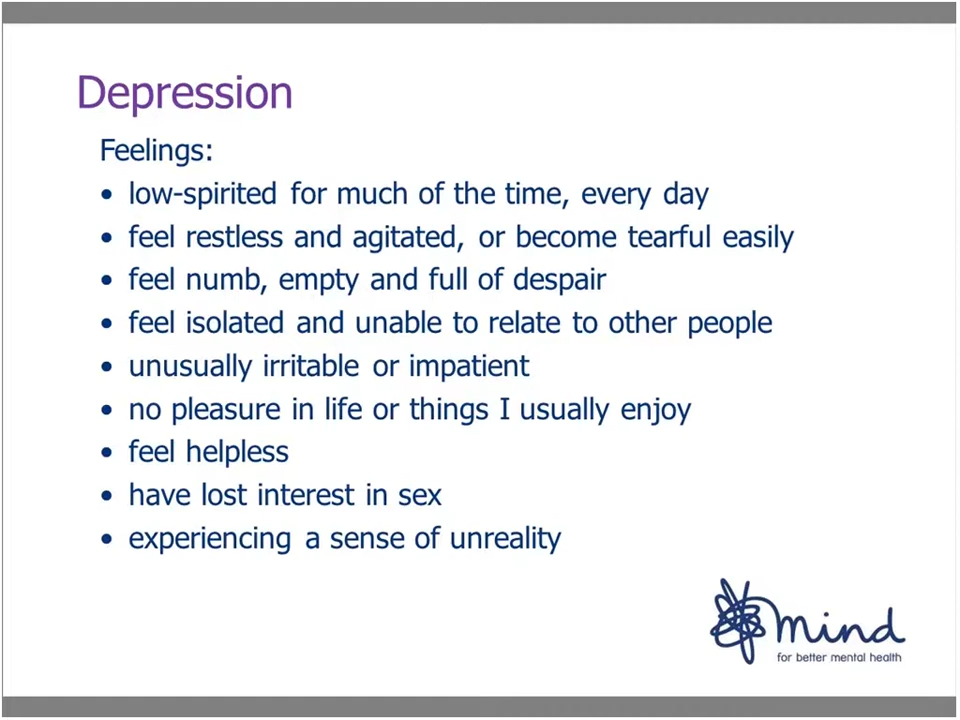 Depression
Feelings:
• low-spirited for much of the time, every day
• feel restless and agitated, or become tearful easily
• feel numb, empty and full of despair
• feel isolated and unable to relate to other people
• unusually irritable or impatient
• no pleasure in life or things I usually enjoy
• feel helpless
• have lost interest in sex
• experiencing a sense of unreality
mind
for better mental health